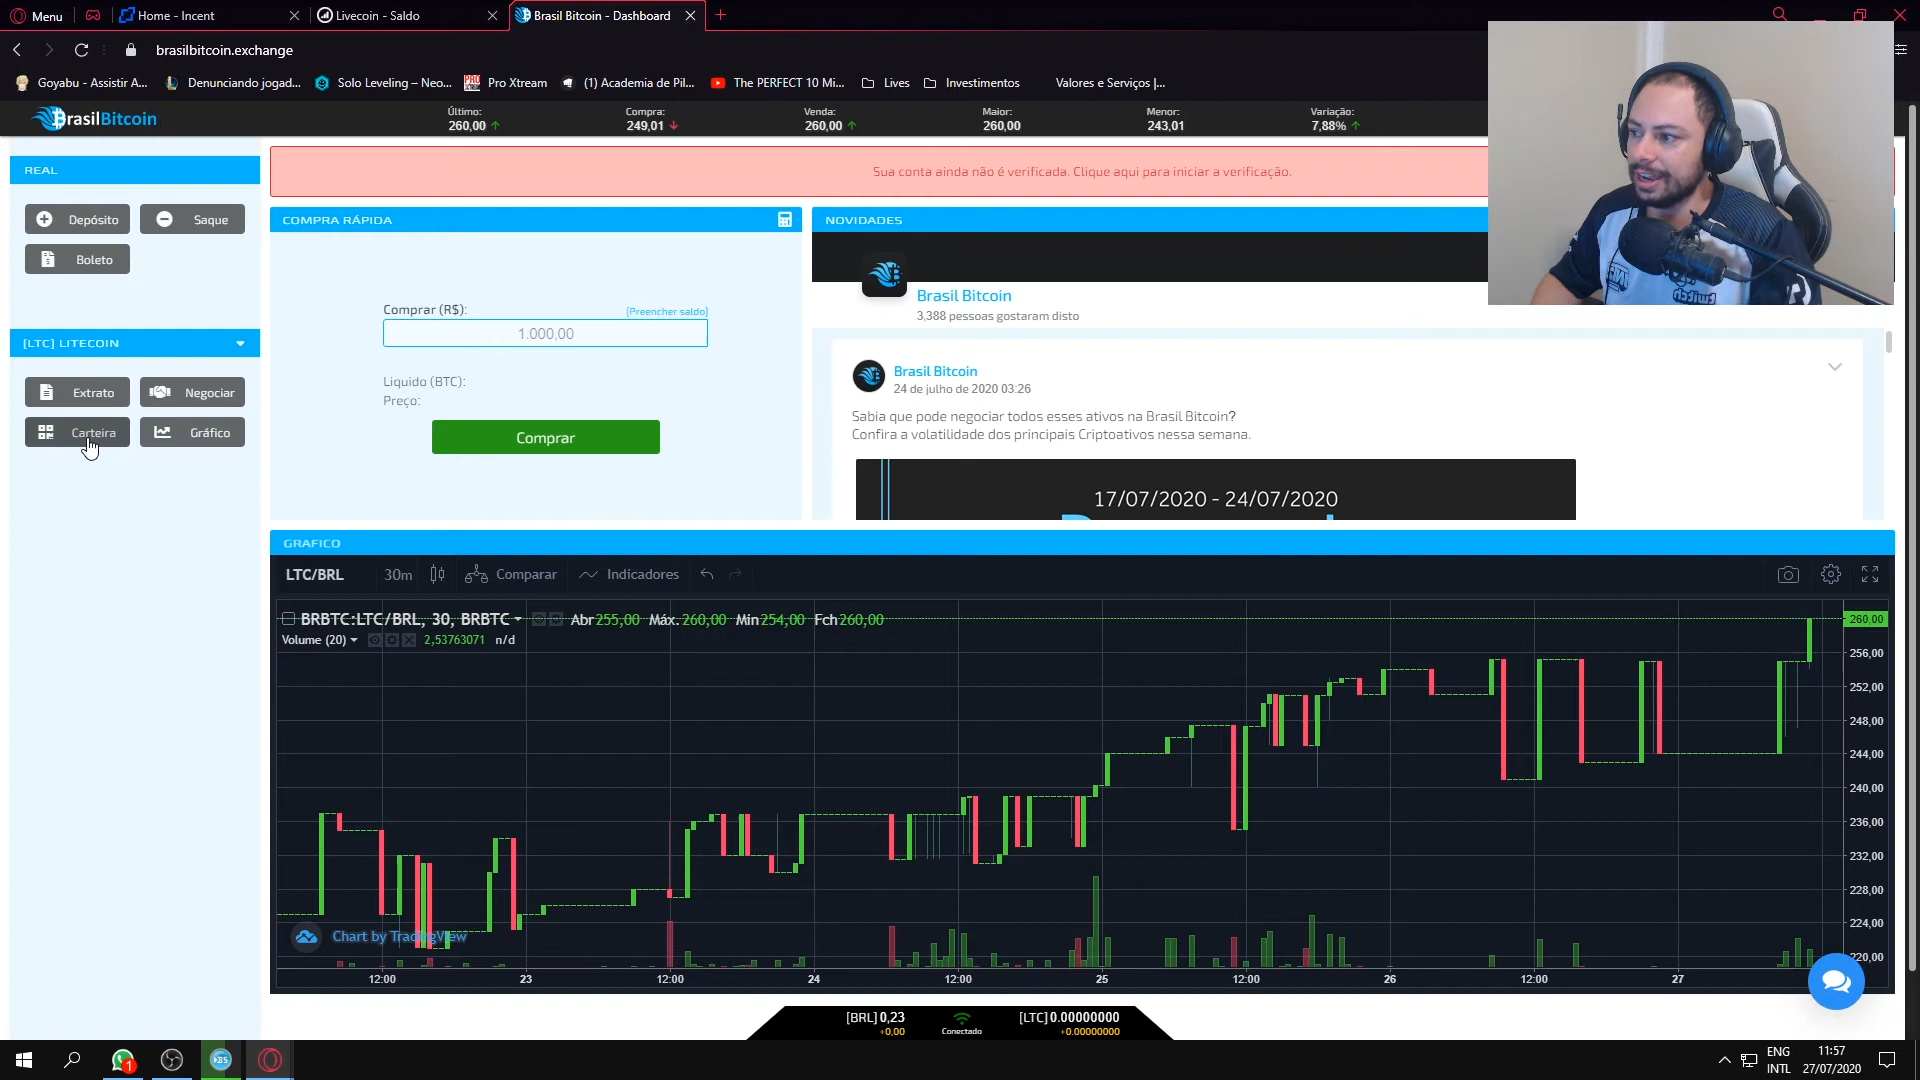 Menu
Home - Incent
Livecoin - Saldo
Brasil Bitcoin - Dashboard
brasilbitcoin.exchange
Goyabu - Assistir A...
Denunciando jogad...
Solo Leveling – Neo...
Pro Xtream
(1) Academia de Pil...
The PERFECT 10 Mi...
Lives
Investimentos
Valores e Serviços |...
BrasilBitcoin
Último:
260,00
Compra:
249,01
Venda:
260,00
Maior:
260,00
Menor:
243,01
Variação:
7,88%
REAL
Depósito
Saque
Boleto
[LTC] LITECOIN
Extrato
Negociar
Carteira
Gráfico
Sua conta ainda não é verificada. Clique aqui para iniciar a verificação.
COMPRA RÁPIDA
Comprar (R$):
[Preencher saldo]
1.000,00
Liquido (BTC):
Preço:
Comprar
NOVIDADES
Brasil Bitcoin
3,388 pessoas gostaram disto
Brasil Bitcoin
24 de julho de 2020 03:26
Sabia que pode negociar todos esses ativos na Brasil Bitcoin?
Confira a volatilidade dos principais Criptoativos nessa semana.
17/07/2020 - 24/07/2020
GRAFICO
LTC/BRL
30m
Comparar
Indicadores
BRBTC:LTC/BRL, 30, BRBTC
Abr 255,00 Máx. 260,00 Min 254,00 Fch 260,00
Volume (20)
2,53763071 n/d
260,00
256,00
252,00
248,00
244,00
240,00
236,00
232,00
228,00
224,00
220,00
Chart by TradingView
12:00
23
12:00
24
12:00
25
12:00
26
12:00
27
[BRL] 0,23
+0,00
Conectado
[LTC] 0.00000000
+0.00000000
1
ENG
INTL
11:57
27/07/2020